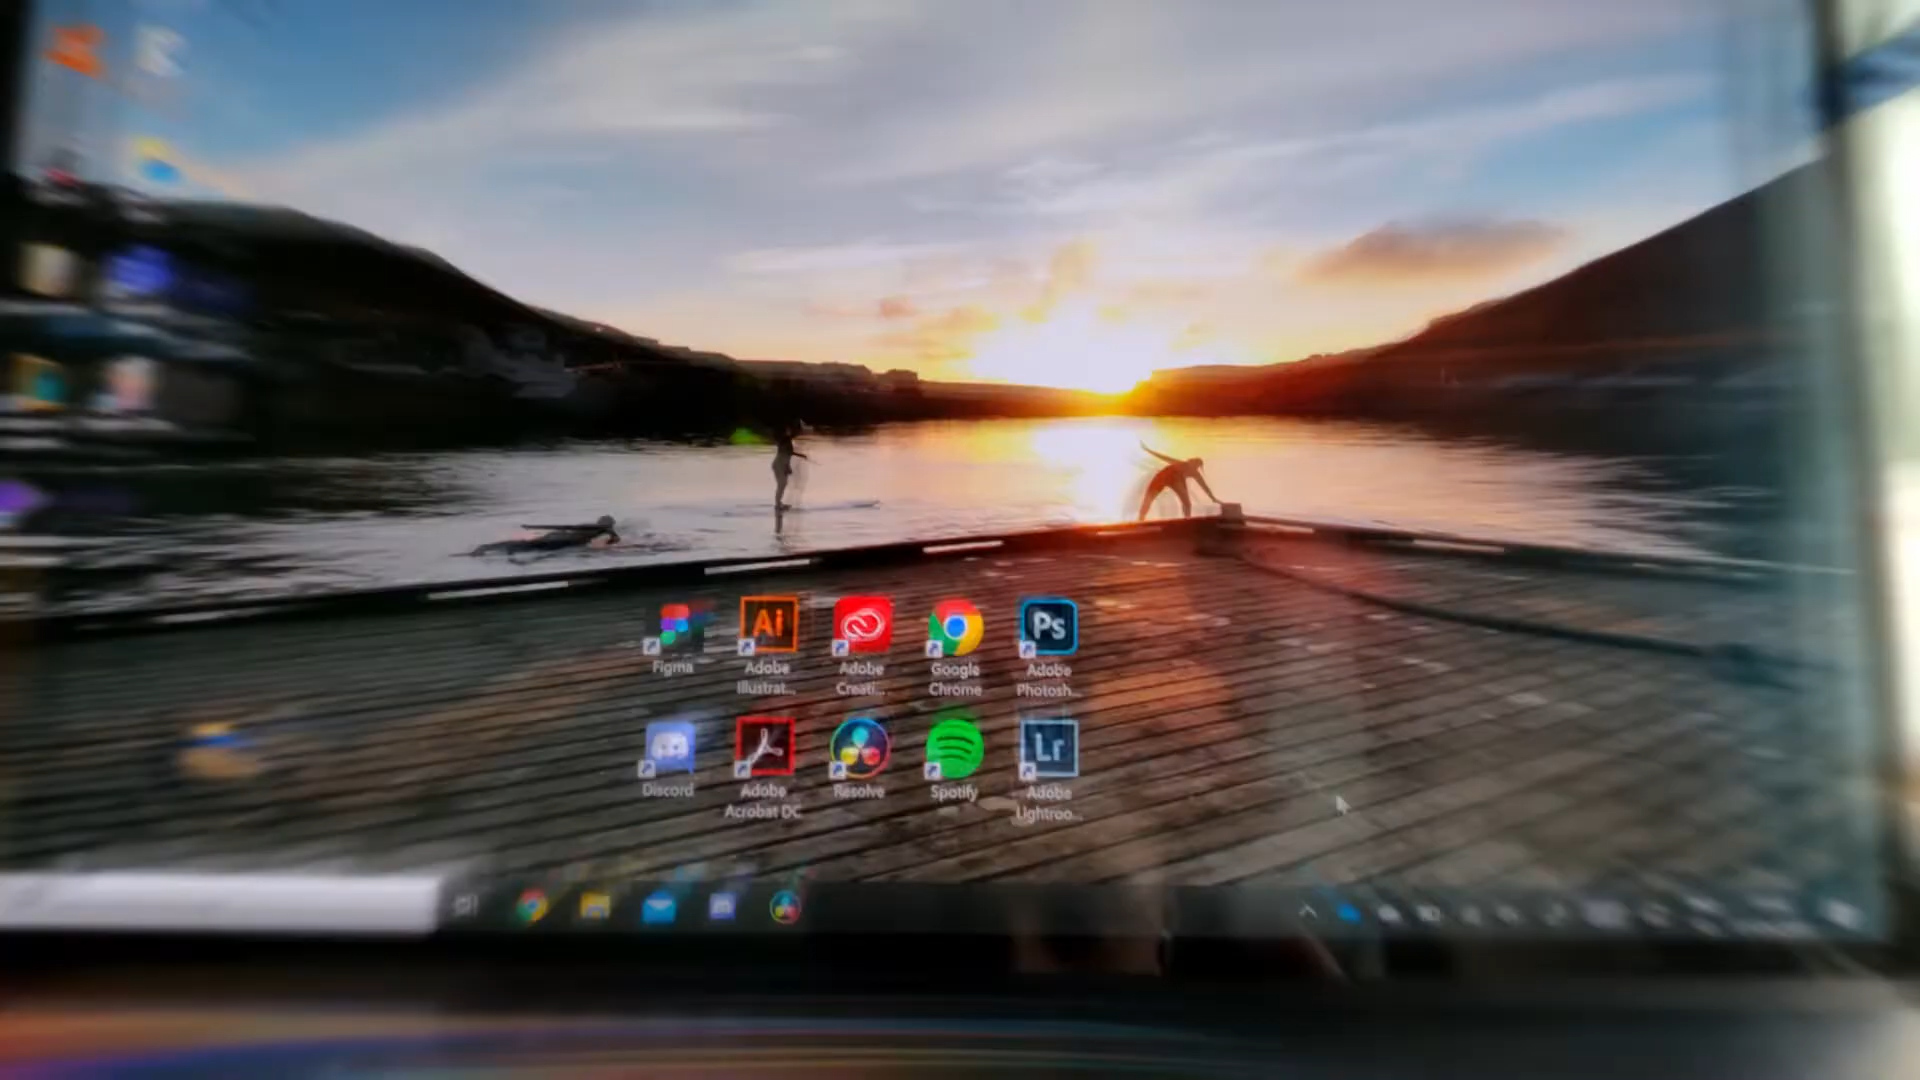 Ai
Ps
Figma
Adobe
Illustrat...
Adobe
Creati...
Google
Chrome
Adobe
Photosh...
Lr
Discord
Adobe
Acrobat DC
Resolve
Spotify
Adobe
Lightroo...